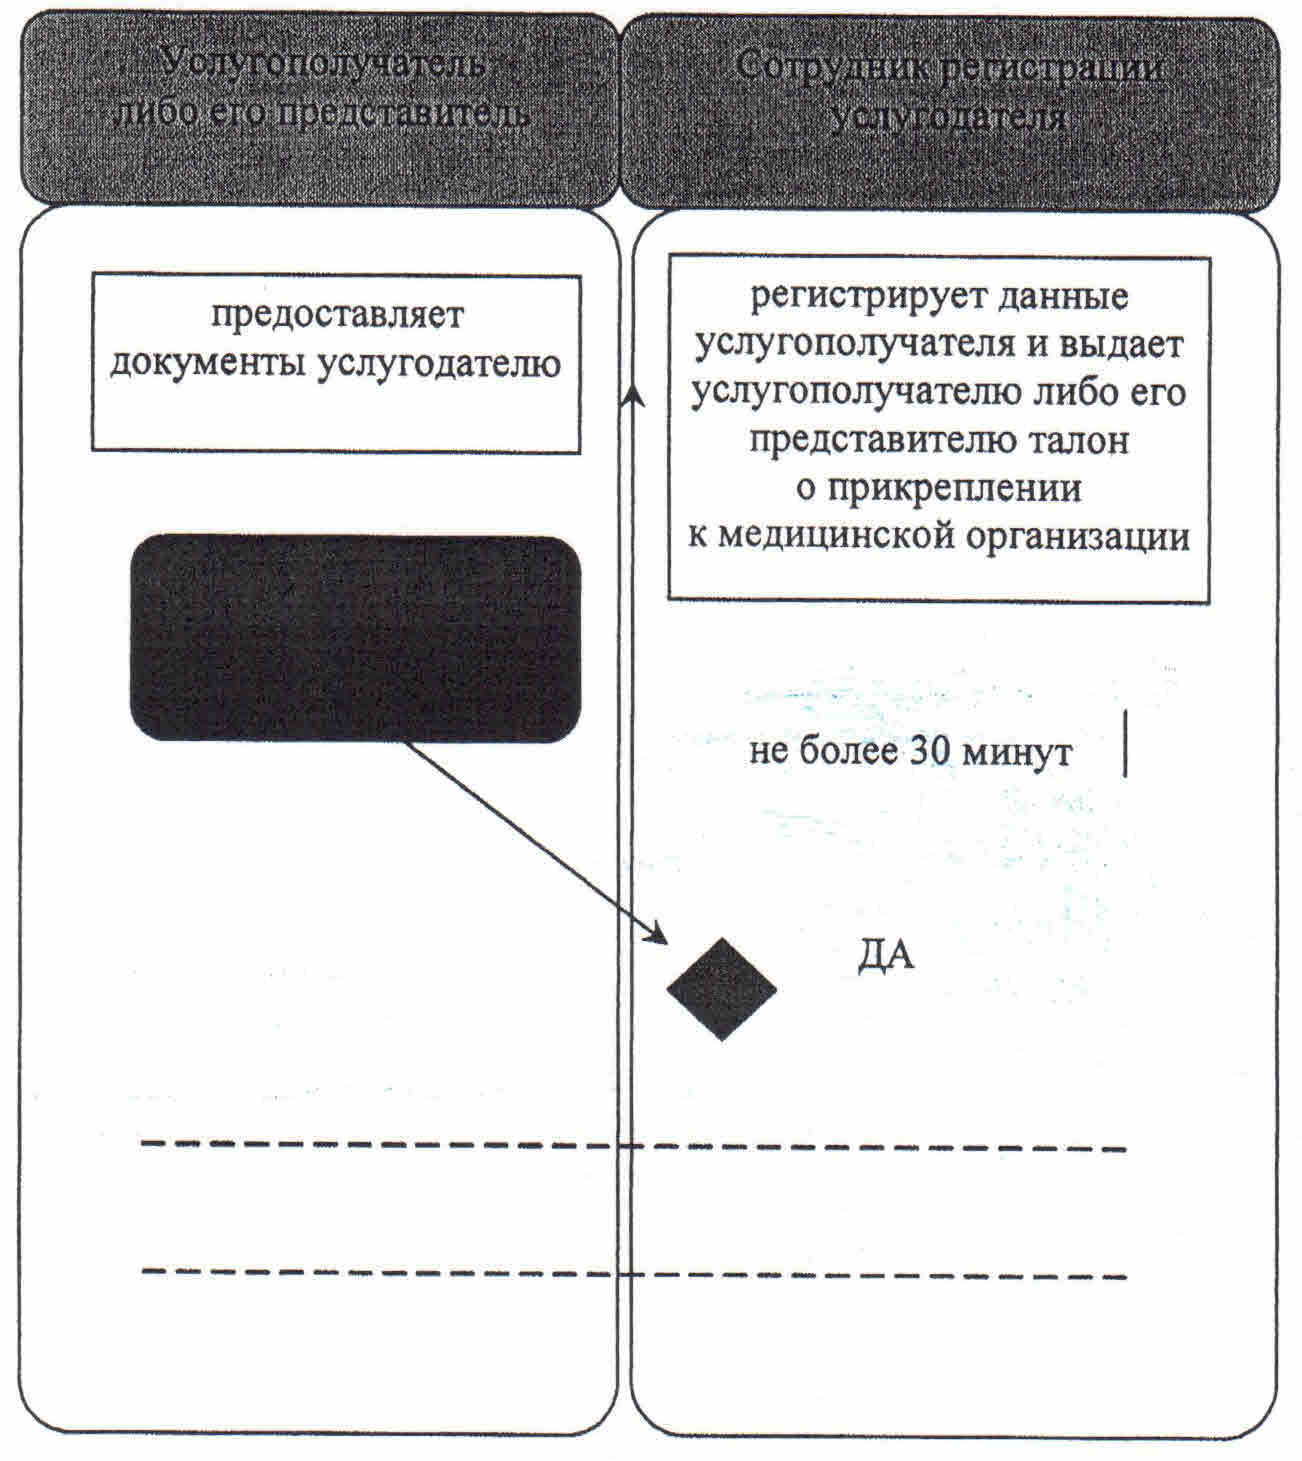 Услугополучатель
либо его представитель
Сотрудник регистрации
услугодателя
предоставляет
документы услугодателю
регистрирует данные
услугополучателя и выдает
услугополучателю либо его
представителю талон
о прикреплении
к медицинской организации
не более 30 минут
ДА